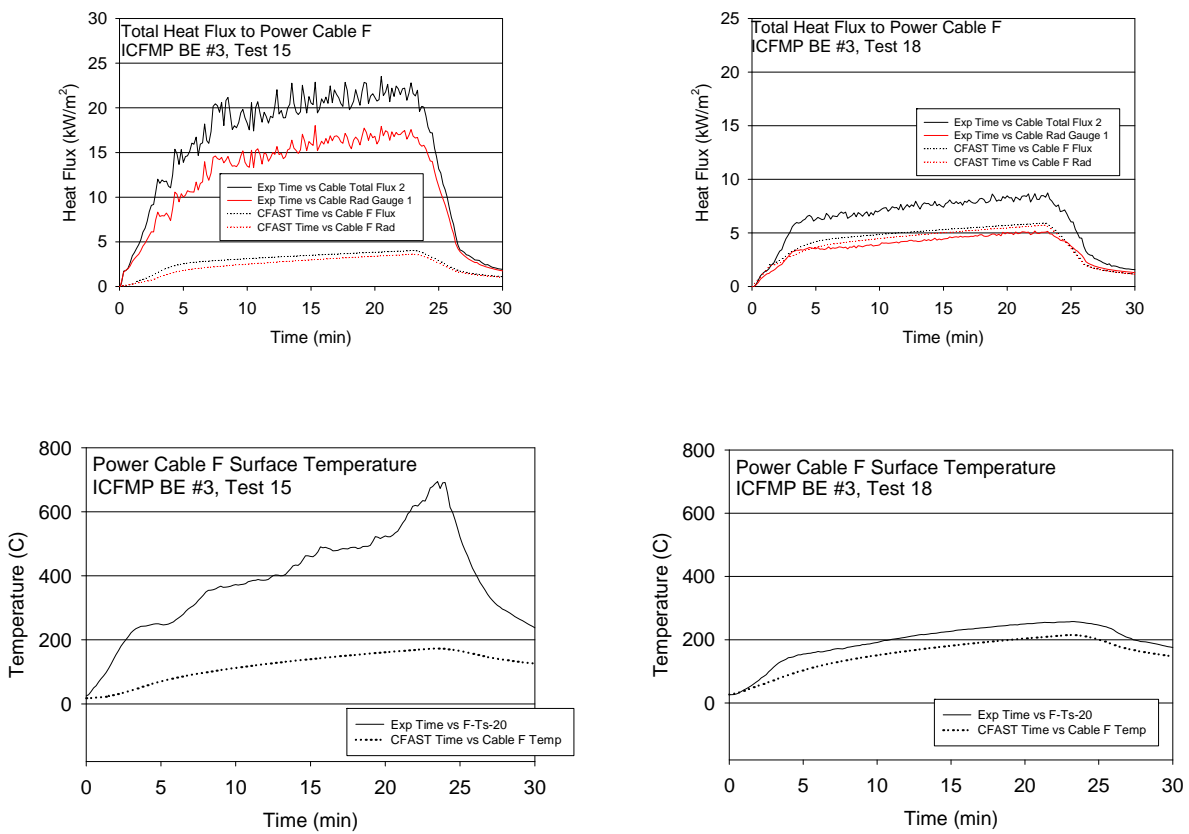 Total Heat Flux to Power Cable F
ICFMP BE #3, Test 15
Heat Flux (kW/m2)
30
25
20
15
10
5
0
Exp Time vs Cable Total Flux 2
Exp Time vs Cable Rad Gauge 1
CFAST Time vs Cable F Flux
CFAST Time vs Cable F Rad
0 5 10 15 20 25 30
Time (min)
Total Heat Flux to Power Cable F
ICFMP BE #3, Test 18
Heat Flux (kW/m2)
25
20
15
10
5
0
Exp Time vs Cable Total Flux 2
Exp Time vs Cable Rad Gauge 1
CFAST Time vs Cable F Flux
CFAST Time vs Cable F Rad
0 5 10 15 20 25 30
Time (min)
Power Cable F Surface Temperature
ICFMP BE #3, Test 15
Temperature (C)
800
600
400
200
0
Exp Time vs F-Ts-20
CFAST Time vs Cable F Temp
0 5 10 15 20 25 30
Time (min)
Power Cable F Surface Temperature
ICFMP BE #3, Test 18
Temperature (C)
800
600
400
200
0
Exp Time vs F-Ts-20
CFAST Time vs Cable F Temp
0 5 10 15 20 25 30
Time (min)